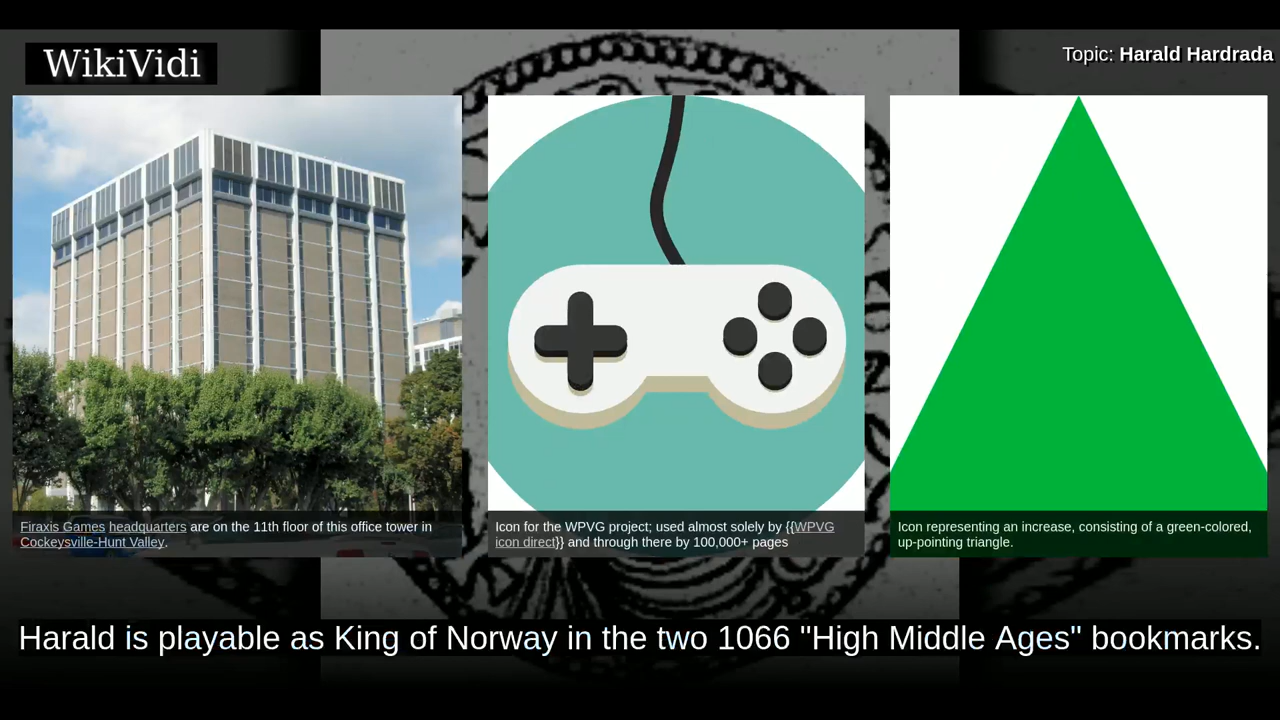 WikiVidi
Topic: Harald Hardrada
Firaxis Games headquarters are on the 11th floor of this office tower in
Cockeysville-Hunt Valley.
Icon for the WPVG project; used almost solely by {{WPVG
icon direct}} and through there by 100,000+ pages
Icon representing an increase, consisting of a green-colored,
up-pointing triangle.
Harald is playable as King of Norway in the two 1066 "High Middle Ages" bookmarks.